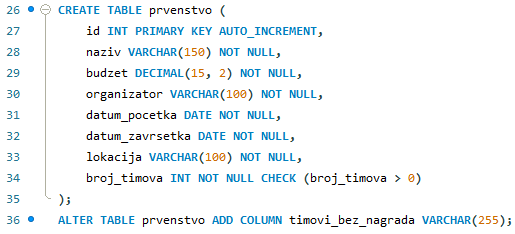 26 CREATE TABLE prvenstvo (
27 id INT PRIMARY KEY AUTO_INCREMENT,
28 naziv VARCHAR(150) NOT NULL,
29 budzet DECIMAL(15, 2) NOT NULL,
30 organizator VARCHAR(100) NOT NULL,
31 datum_pocetka DATE NOT NULL,
32 datum_zavrsetka DATE NOT NULL,
33 lokacija VARCHAR(100) NOT NULL,
34 broj_timova INT NOT NULL CHECK (broj_timova > 0)
35 );
36 ALTER TABLE prvenstvo ADD COLUMN timovi_bez_nagrada VARCHAR(255);